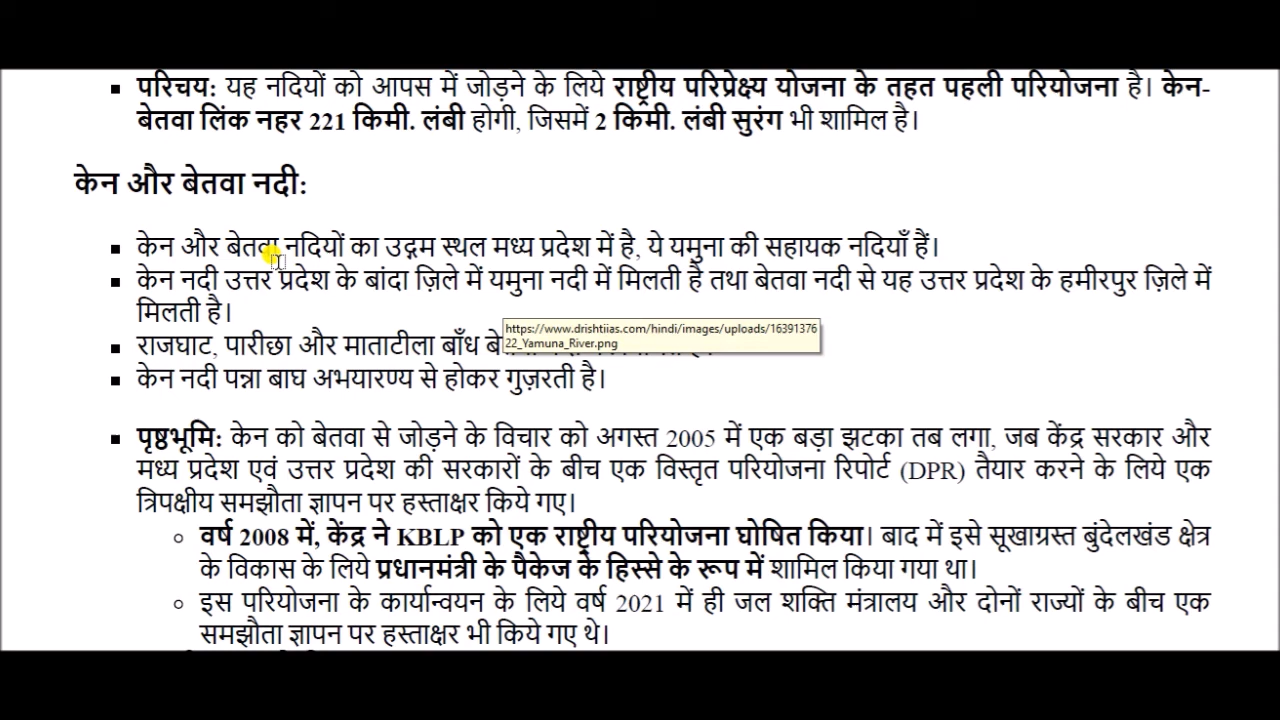 ▪ परिचय: यह नदियों को आपस में जोड़ने के लिये राष्ट्रीय परिप्रेक्ष्य योजना के तहत पहली परियोजना है। केन-
बेतवा लिंक नहर 221 किमी. लंबी होगी, जिसमें 2 किमी. लंबी सुरंग भी शामिल है।
केन और बेतवा नदी:
▪ केन और बेतवा नदियों का उद्गम स्थल मध्य प्रदेश में है, ये यमुना की सहायक नदियाँ हैं।
▪ केन नदी उत्तर प्रदेश के बांदा ज़िले में यमुना नदी में मिलती है तथा बेतवा नदी से यह उत्तर प्रदेश के हमीरपुर ज़िले में
मिलती है।
https://www.drishtiias.com/hindi/images/uploads/16391376
22_Yamuna_River.png
▪ राजघाट, पारीछा और माताटीला बाँध
▪ केन नदी पन्ना बाघ अभयारण्य से होकर गुज़रती है।
▪ पृष्ठभूमि: केन को बेतवा से जोड़ने के विचार को अगस्त 2005 में एक बड़ा झटका तब लगा, जब केंद्र सरकार और
मध्य प्रदेश एवं उत्तर प्रदेश की सरकारों के बीच एक विस्तृत परियोजना रिपोर्ट (DPR) तैयार करने के लिये एक
त्रिपक्षीय समझौता ज्ञापन पर हस्ताक्षर किये गए।
○ वर्ष 2008 में, केंद्र ने KBLP को एक राष्ट्रीय परियोजना घोषित किया। बाद में इसे सूखाग्रस्त बुंदेलखंड क्षेत्र
के विकास के लिये प्रधानमंत्री के पैकेज के हिस्से के रूप में शामिल किया गया था।
○ इस परियोजना के कार्यान्वयन के लिये वर्ष 2021 में ही जल शक्ति मंत्रालय और दोनों राज्यों के बीच एक
समझौता ज्ञापन पर हस्ताक्षर भी किये गए थे।